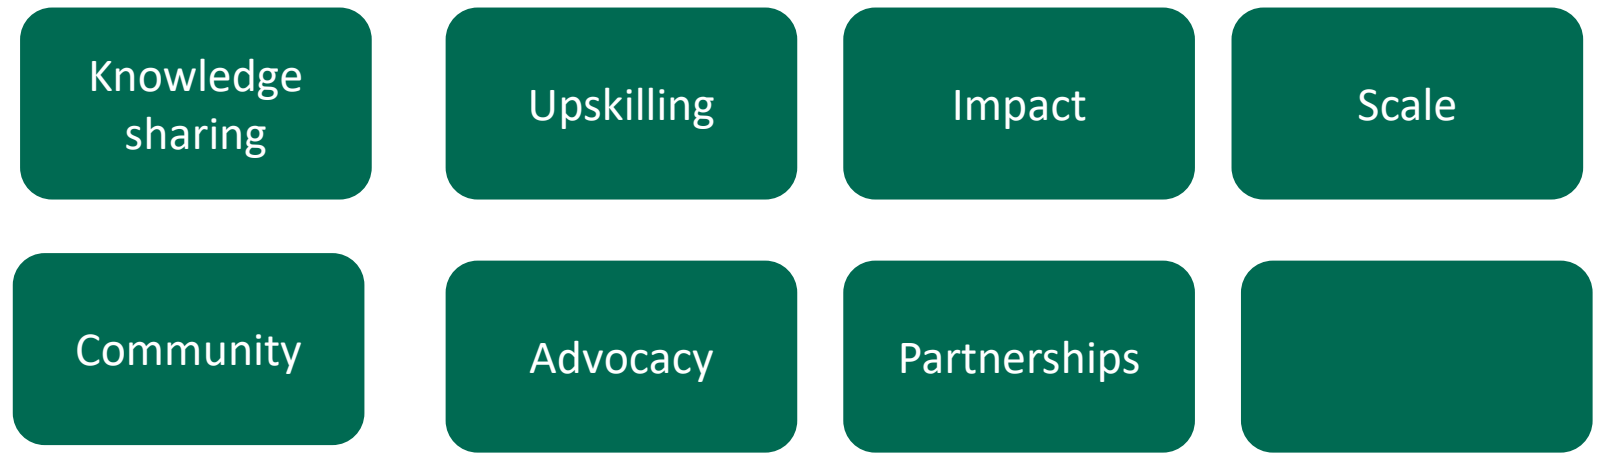 Knowledge
sharing
Upskilling
Impact
Scale
Community
Advocacy
Partnerships